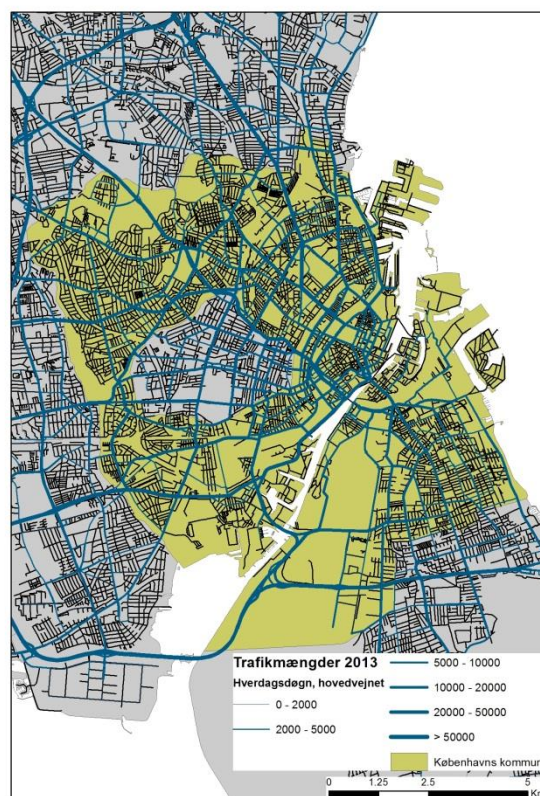 Trafikmængder 2013
Hverdagsdøgn, hovedvejnet
0 - 2000
2000 - 5000
5000 - 10000
10000 - 20000
20000 - 50000
> 50000
Københavns kommun
0 1.25 2.5 5